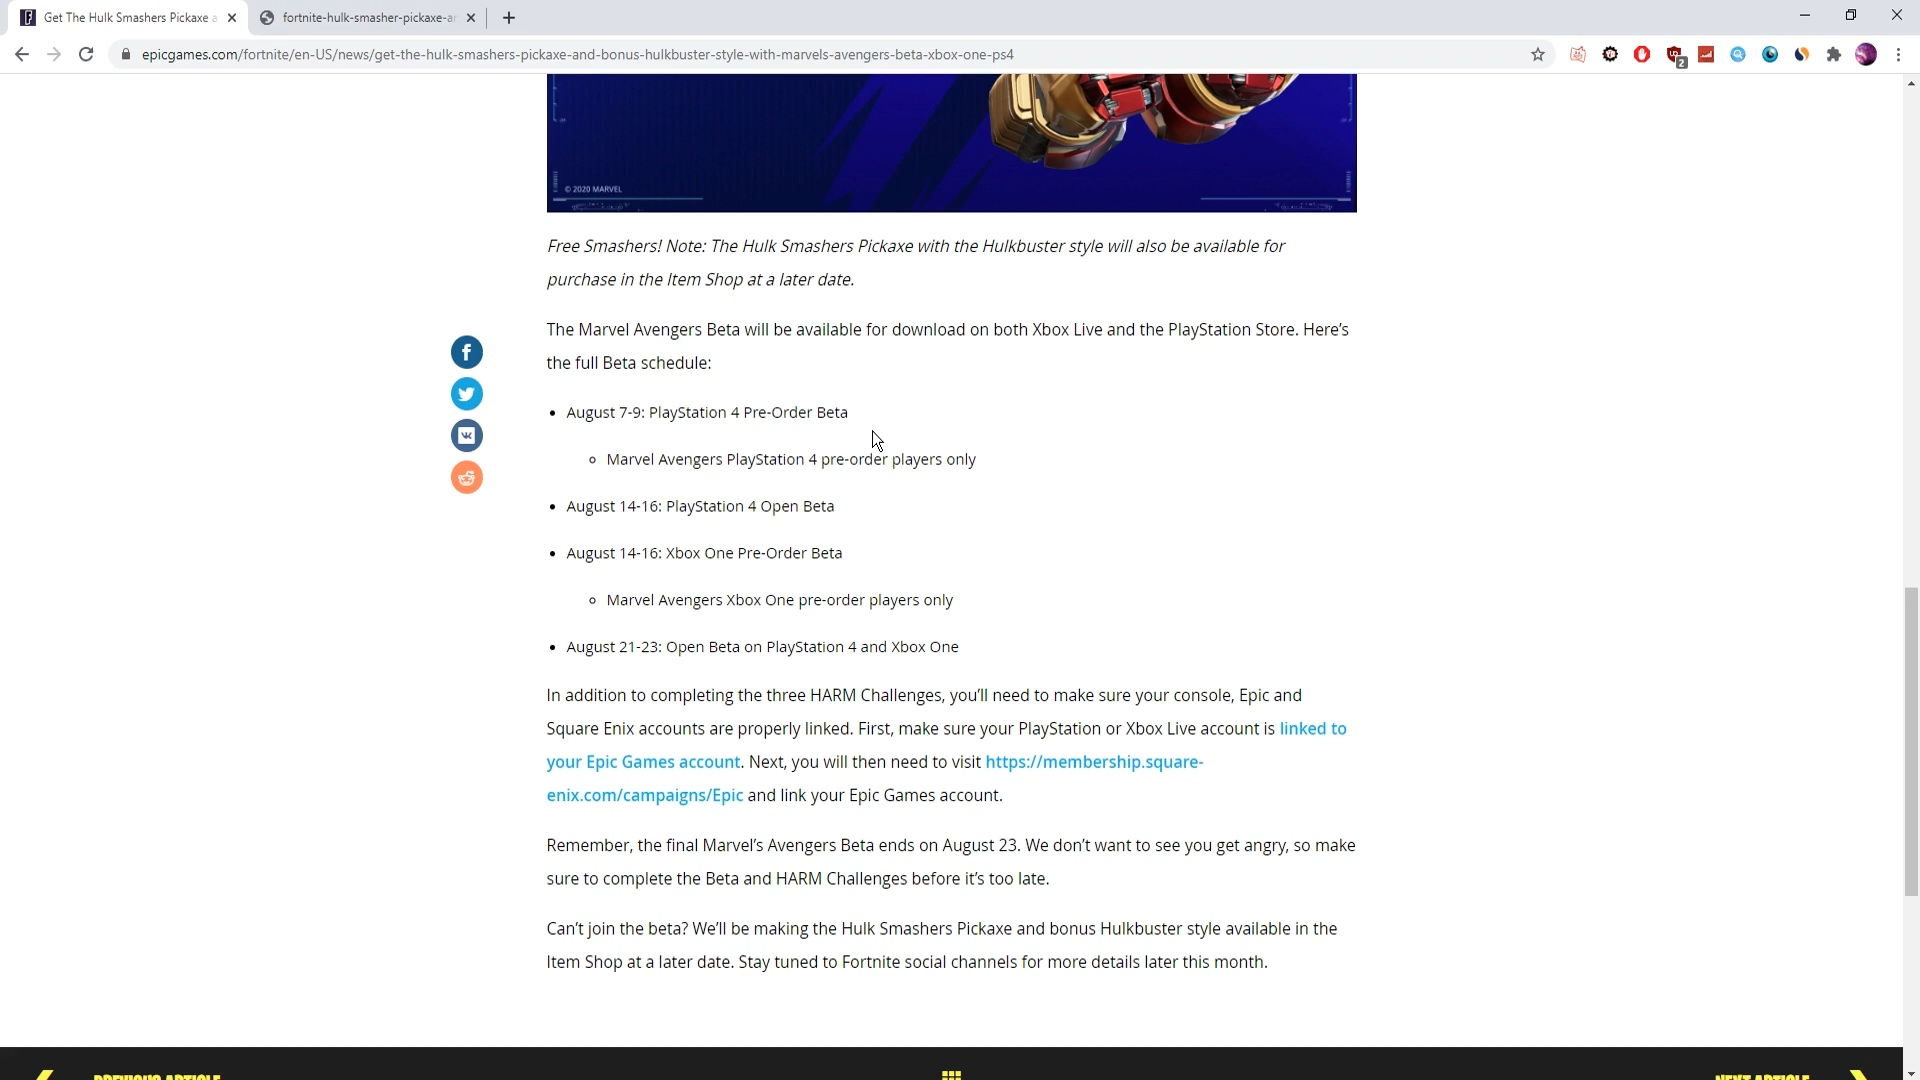 Get The Hulk Smashers Pickaxe a
fortnite-hulk-smasher-pickaxe-ar
epicgames.com/fortnite/en-US/news/get-the-hulk-smashers-pickaxe-and-bonus-hulkbuster-style-with-marvels-avengers-beta-xbox-one-ps4
2
© 2020 MARVEL
Free Smashers! Note: The Hulk Smashers Pickaxe with the Hulkbuster style will also be available for
purchase in the Item Shop at a later date.
The Marvel Avengers Beta will be available for download on both Xbox Live and the PlayStation Store. Here’s
the full Beta schedule:
• August 7-9: PlayStation 4 Pre-Order Beta
◦ Marvel Avengers PlayStation 4 pre-order players only
• August 14-16: PlayStation 4 Open Beta
• August 14-16: Xbox One Pre-Order Beta
◦ Marvel Avengers Xbox One pre-order players only
• August 21-23: Open Beta on PlayStation 4 and Xbox One
In addition to completing the three HARM Challenges, you’ll need to make sure your console, Epic and
Square Enix accounts are properly linked. First, make sure your PlayStation or Xbox Live account is linked to
your Epic Games account. Next, you will then need to visit https://membership.square-
enix.com/campaigns/Epic and link your Epic Games account.
Remember, the final Marvel’s Avengers Beta ends on August 23. We don’t want to see you get angry, so make
sure to complete the Beta and HARM Challenges before it’s too late.
Can’t join the beta? We’ll be making the Hulk Smashers Pickaxe and bonus Hulkbuster style available in the
Item Shop at a later date. Stay tuned to Fortnite social channels for more details later this month.
PREVIOUS ARTICLE
NEXT ARTICLE